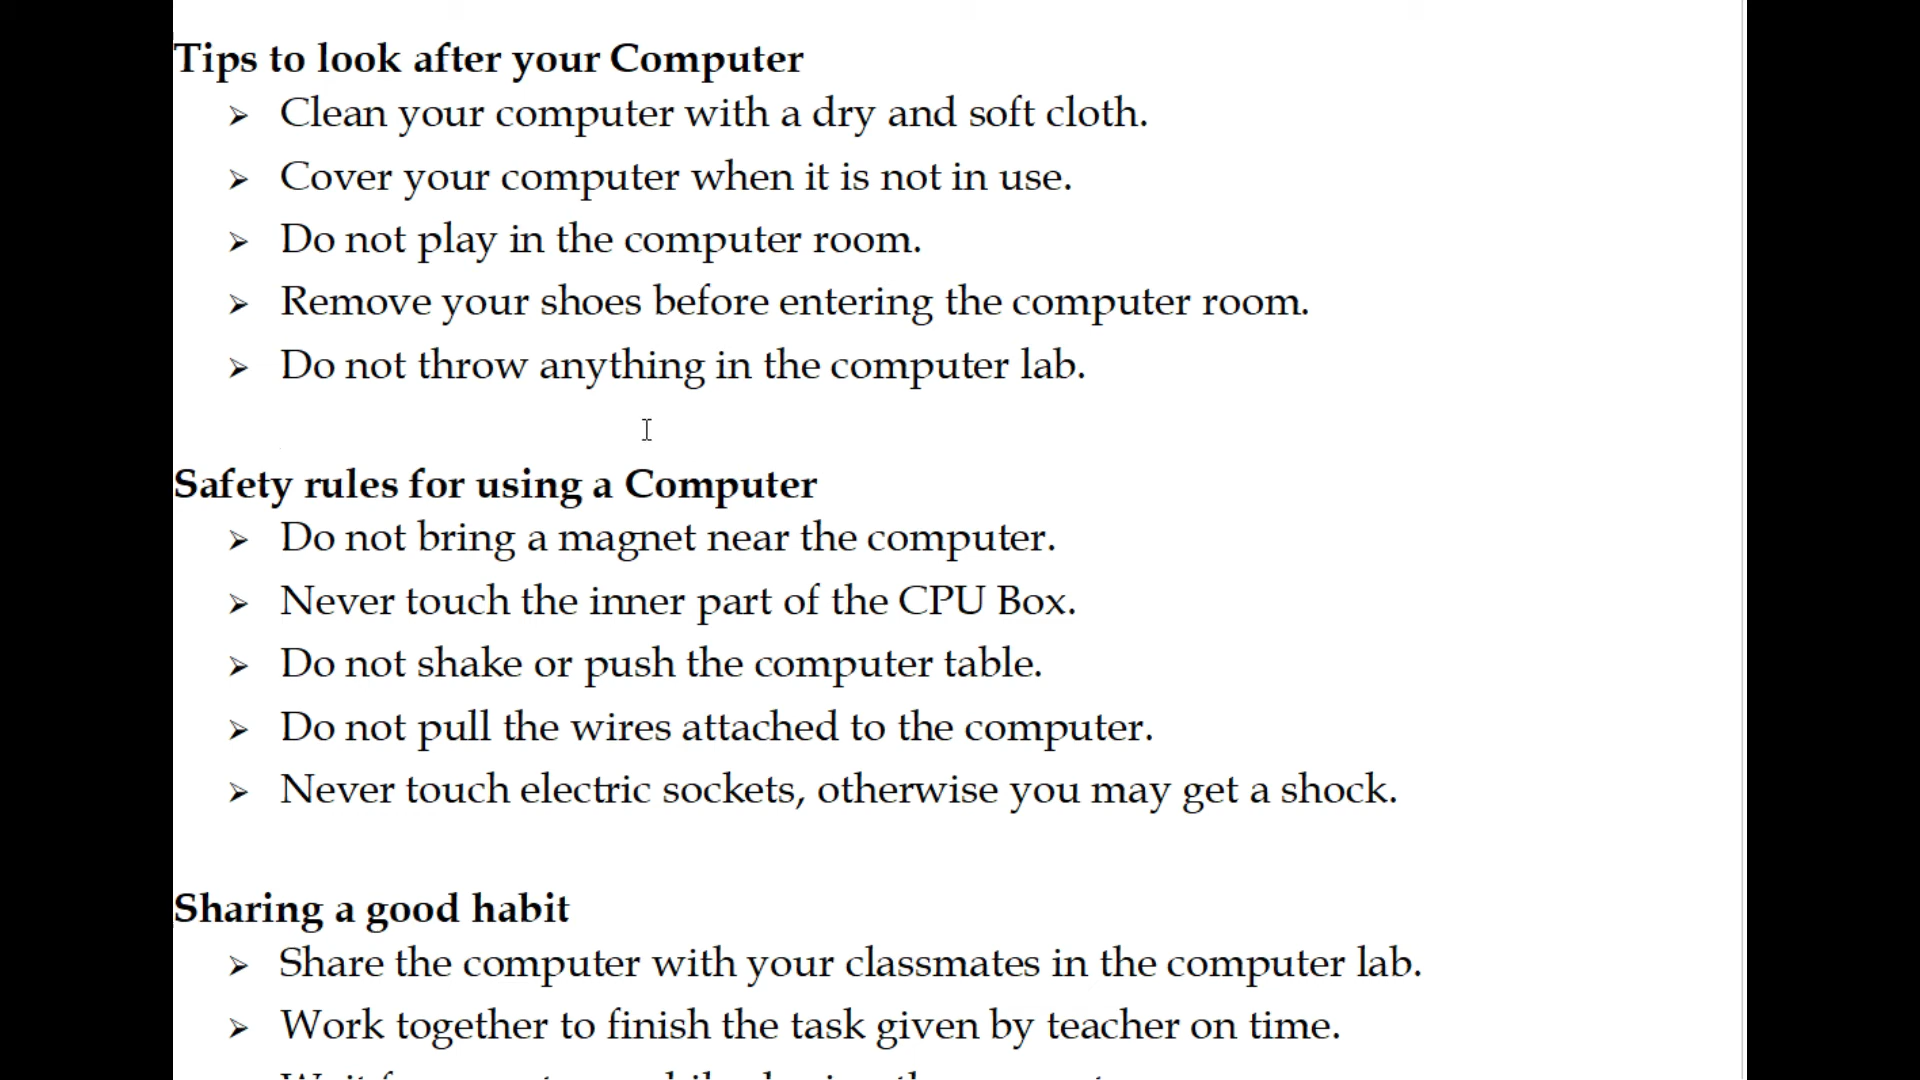 Tips to look after your Computer
➢ Clean your computer with a dry and soft cloth.
➢ Cover your computer when it is not in use.
➢ Do not play in the computer room.
➢ Remove your shoes before entering the computer room.
➢ Do not throw anything in the computer lab.
Safety rules for using a Computer
➢ Do not bring a magnet near the computer.
➢ Never touch the inner part of the CPU Box.
➢ Do not shake or push the computer table.
➢ Do not pull the wires attached to the computer.
➢ Never touch electric sockets, otherwise you may get a shock.
Sharing a good habit
➢ Share the computer with your classmates in the computer lab.
➢ Work together to finish the task given by teacher on time.